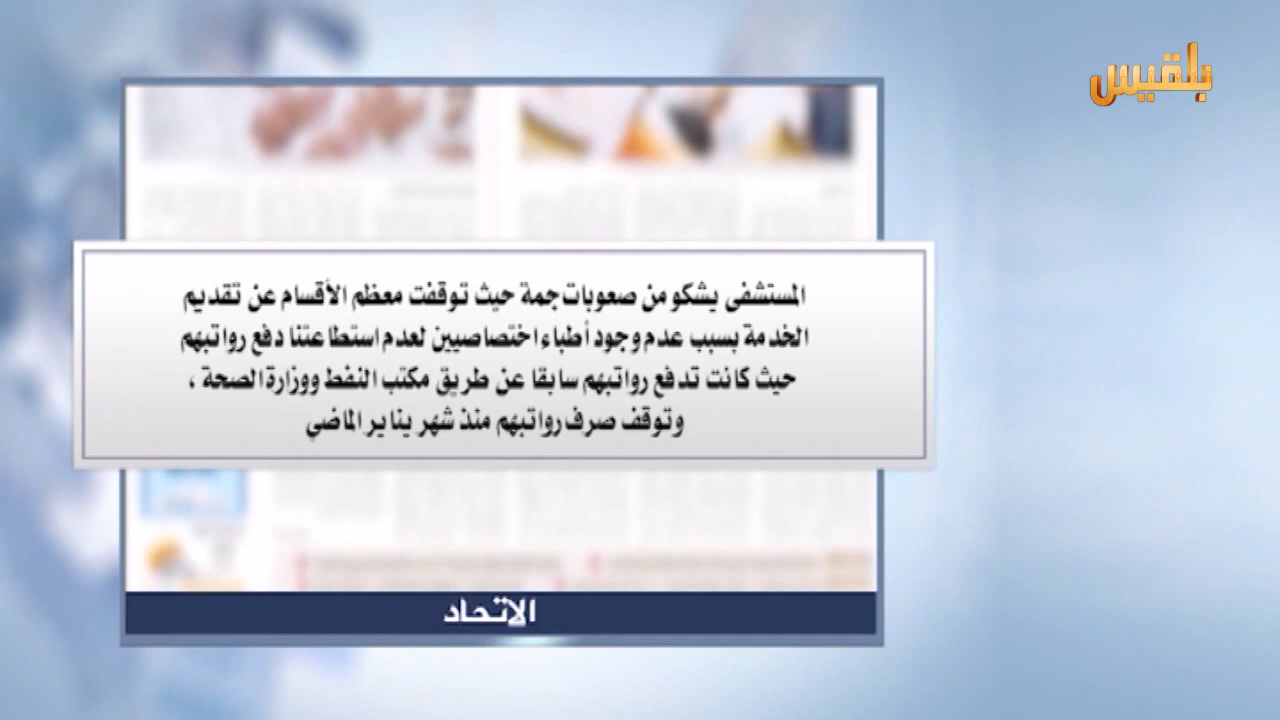 بلقيس
المستشفى يشكو من صعوبات جمة حيث توقفت معظم الأقسام عن تقديم
الخدمة بسبب عدم وجود أطباء اختصاصيين لعدم استطاعتنا دفع رواتبهم
حيث كانت تدفع رواتبهم سابقا عن طريق مكتب النفط ووزارة الصحة ،
وتوقف صرف رواتبهم منذ شهر يناير الماضي
الاتحاد